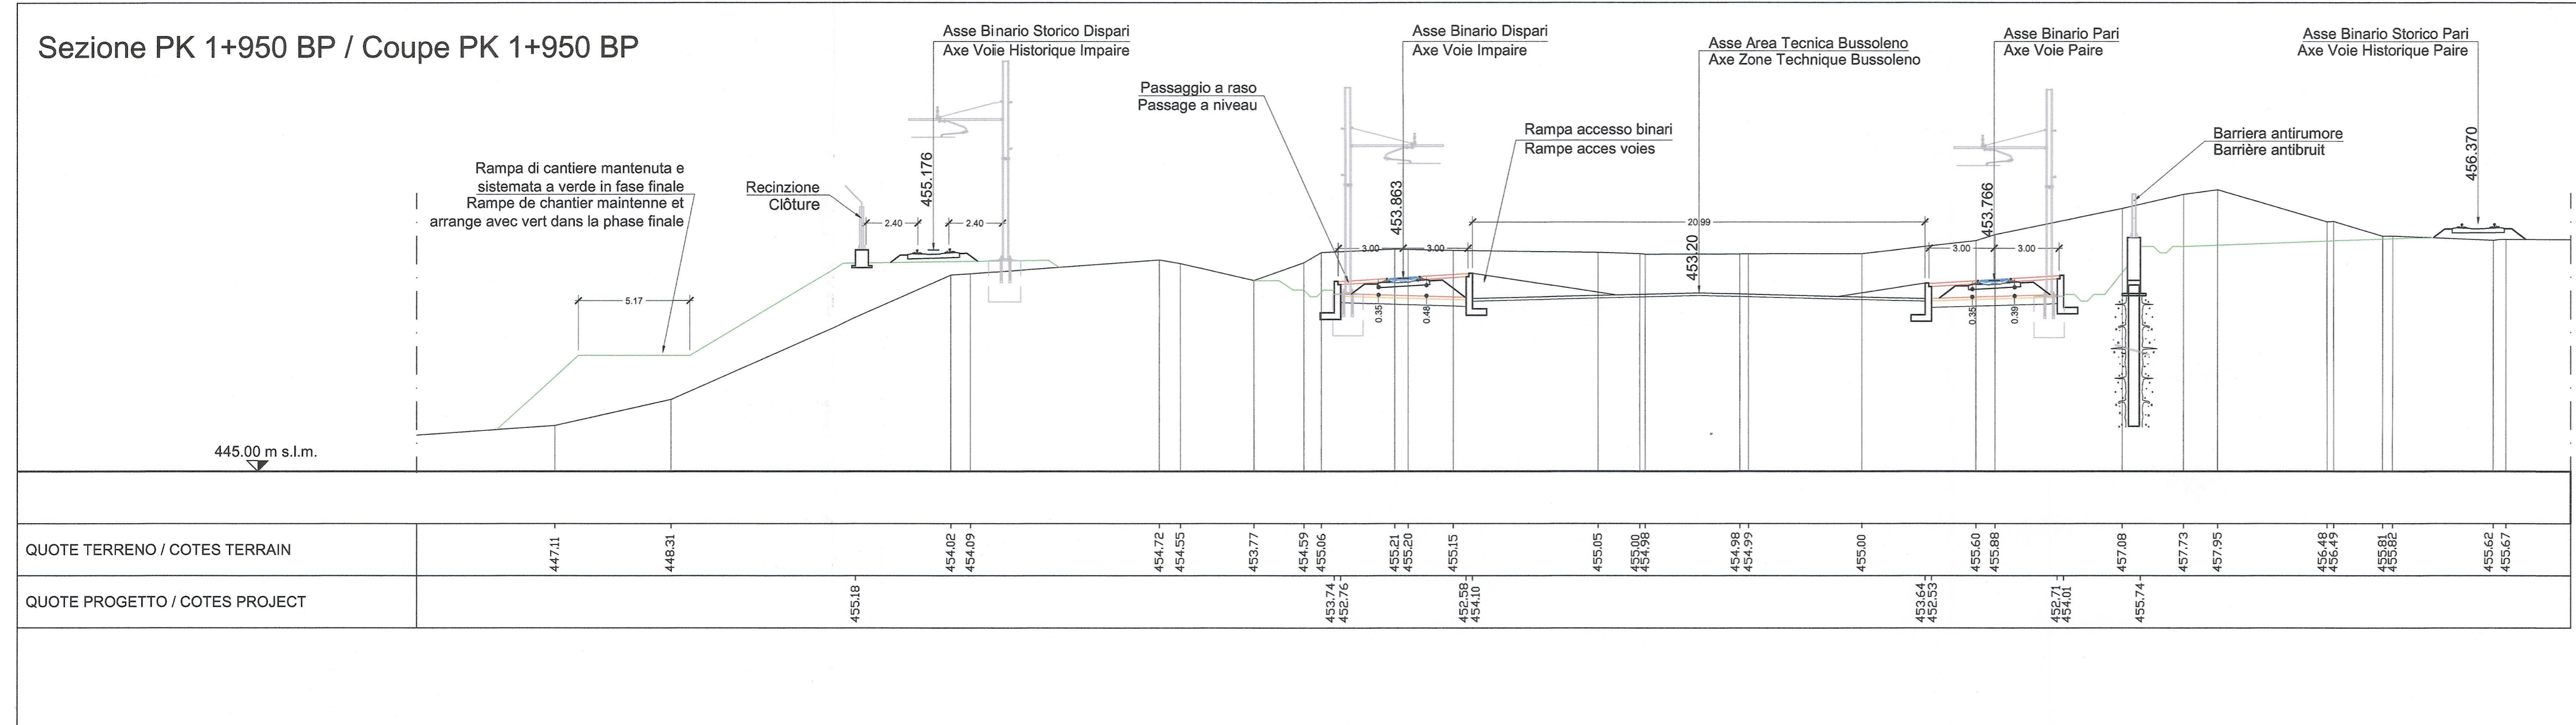 Sezione PK 1+950 BP / Coupe PK 1+950 BP
Asse Binario Storico Dispari
Axe Voiie Historique Impaire
Asse Binario Dispari
Axe Voie Impaire
Asse Area Tecnica Bussoleno
Axe Zone Technique Bussoleno
Asse Binario Pari
Axe Voie Paire
Asse Binario Storico Pari
Axe Voie Historique Paire
Passaggio a raso
Passage a niveau
Rampa accesso binari
Rampe acces voies
Barriera antirumore
Barrière antibruit
Rampa di cantiere mantenuta e
sistemata a verde in fase finale
Rampe de chantier maintenne et
arrange avec vert dans la phase finale
Recinzione
Clôture
455.176
453.863
453.20
453.766
456.370
2.40
2.40
3.00
3.00
20.99
3.00
3.00
5.17
0.35
0.48
0.35
0.39
445.00 m s.l.m.
QUOTE TERRENO / COTES TERRAIN
447.11
448.31
454.02
454.09
454.72
454.55
453.77
454.59
455.06
455.21
455.20
455.15
455.05
455.00
454.98
454.98
454.99
455.00
455.60
455.88
457.08
457.73
457.95
456.48
456.49
455.81
455.82
455.62
455.67
QUOTE PROGETTO / COTES PROJECT
455.18
453.74
452.76
452.58
454.10
453.64
452.53
452.71
454.01
455.74